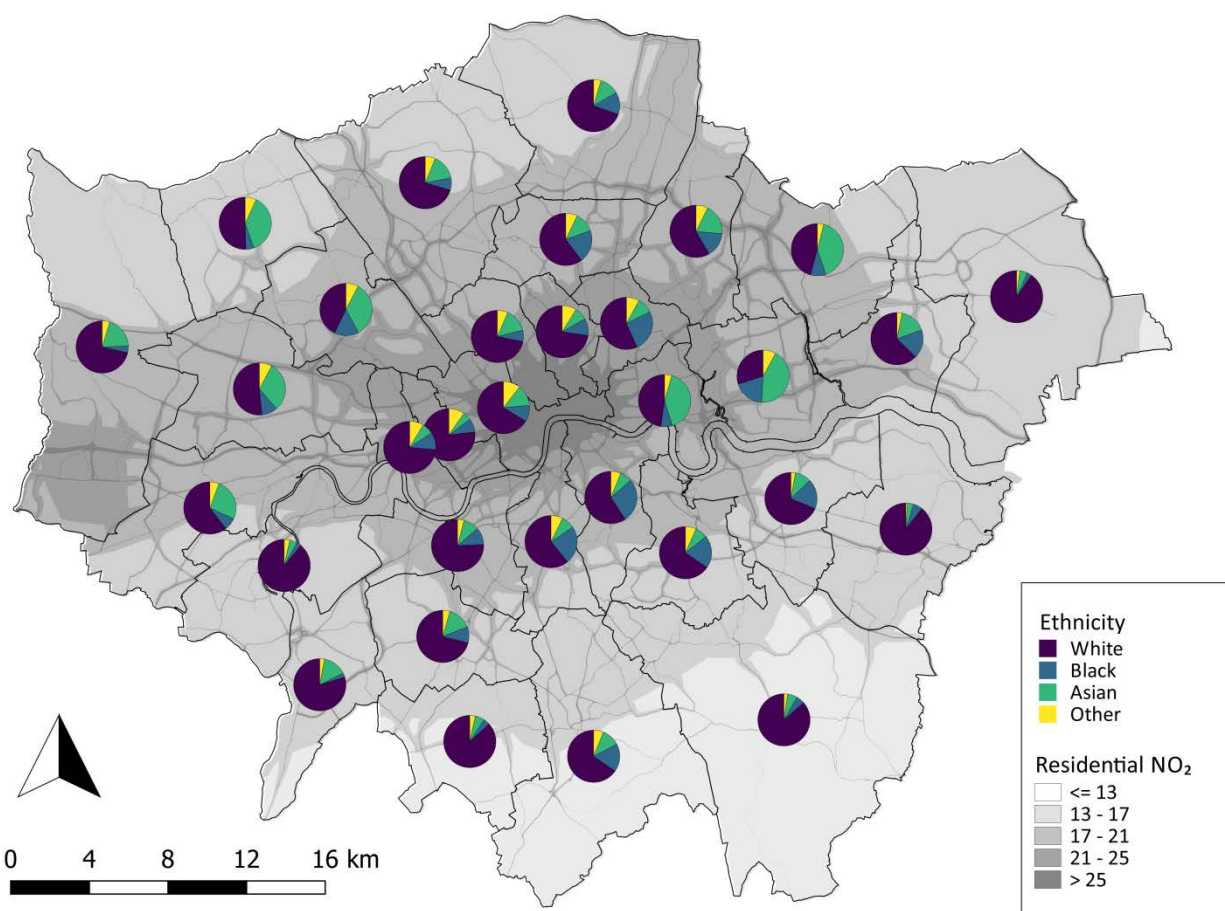 0 4 8 12 16 km
Ethnicity
White
Black
Asian
Other
Residential NO₂
<= 13
13 - 17
17 - 21
21 - 25
> 25